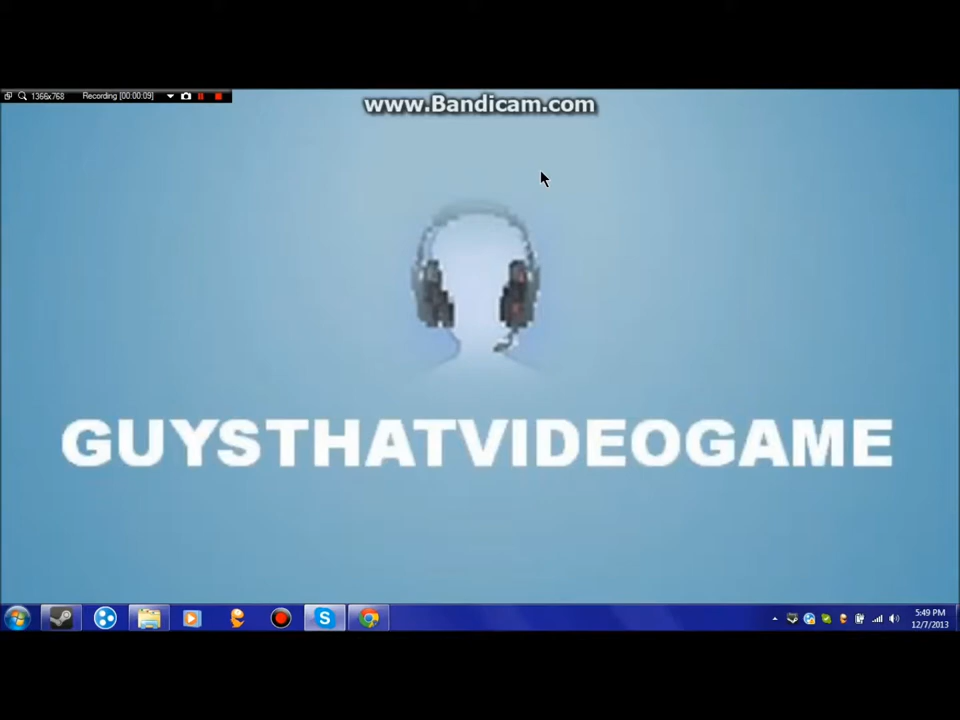 1366x768 Recording [00:00:09]
www.Bandicam.com
GUYSTHATVIDEOGAME
5:49 PM
12/7/2013